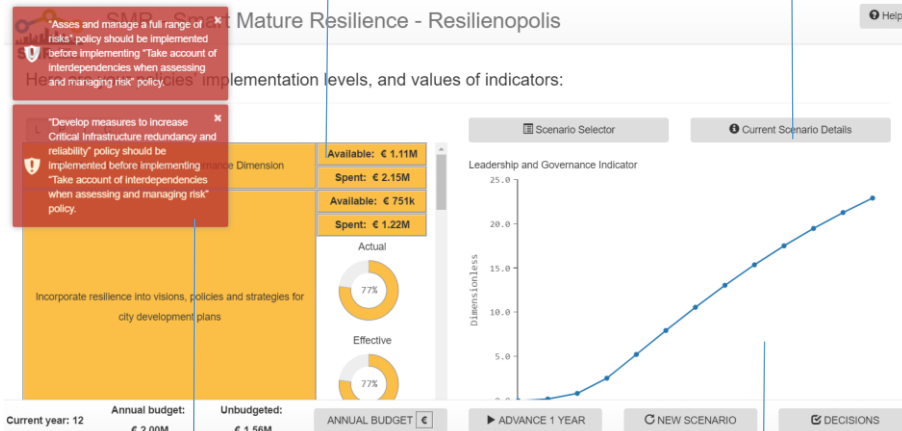 SMR - Smart Mature Resilience - Resilienopolis
Help
"Asses and manage a full range of
risks" policy should be implemented
before implementing "Take account of
interdependencies when assessing
and managing risk" policy.
Here are your policies' implementation levels, and values of indicators:
"Develop measures to increase
Critical Infrastructure redundancy and
reliability" policy should be
implemented before implementing
"Take account of interdependencies
when assessing and managing risk"
policy.
Scenario Selector
Current Scenario Details
Dimension
Available: € 1.11M
Spent: € 2.15M
Available: € 751k
Spent: € 1.22M
Incorporate resilience into visions, policies and strategies for
city development plans
Actual
77%
Effective
77%
Leadership and Governance Indicator
25.0
20.0
15.0
10.0
5.0
Dimensionless
Current year: 12
Annual budget:
€ 2.00M
Unbudgeted:
€ 1.56M
ANNUAL BUDGET €
ADVANCE 1 YEAR
NEW SCENARIO
DECISIONS